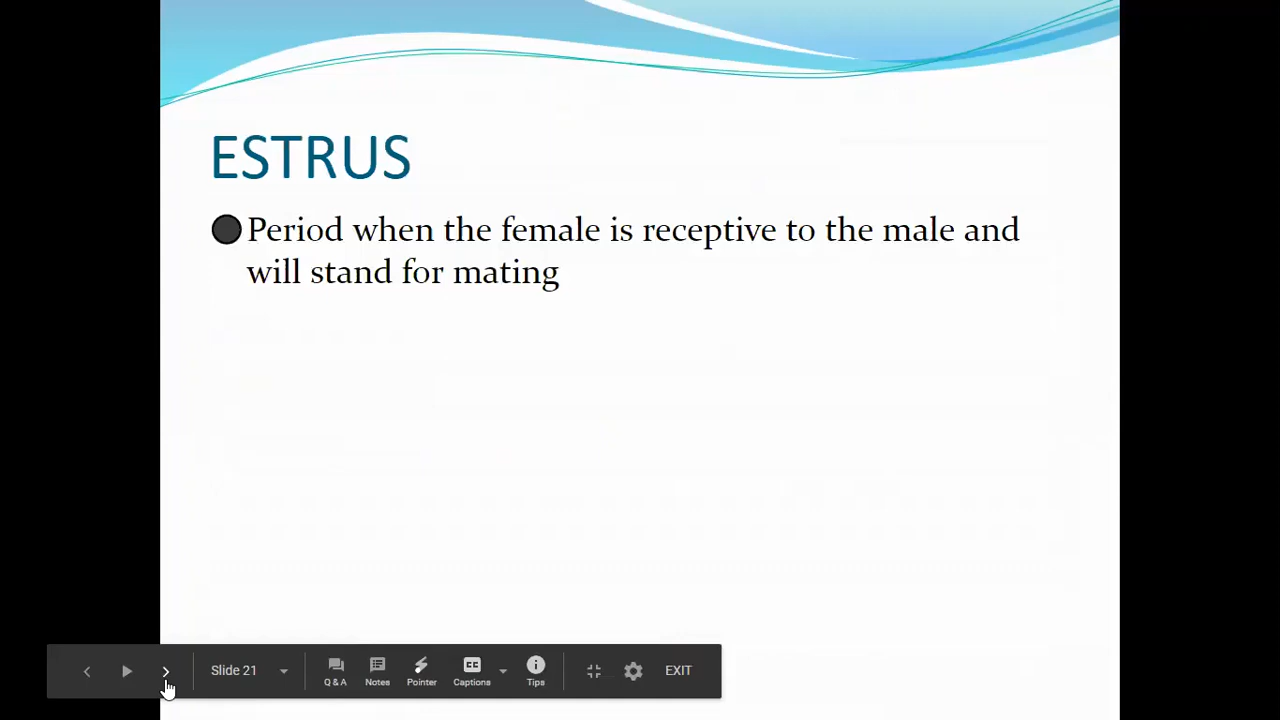 ESTRUS
Period when the female is receptive to the male and
will stand for mating
Slide 21
Q & A
Notes
Pointer
Captions
Tips
EXIT